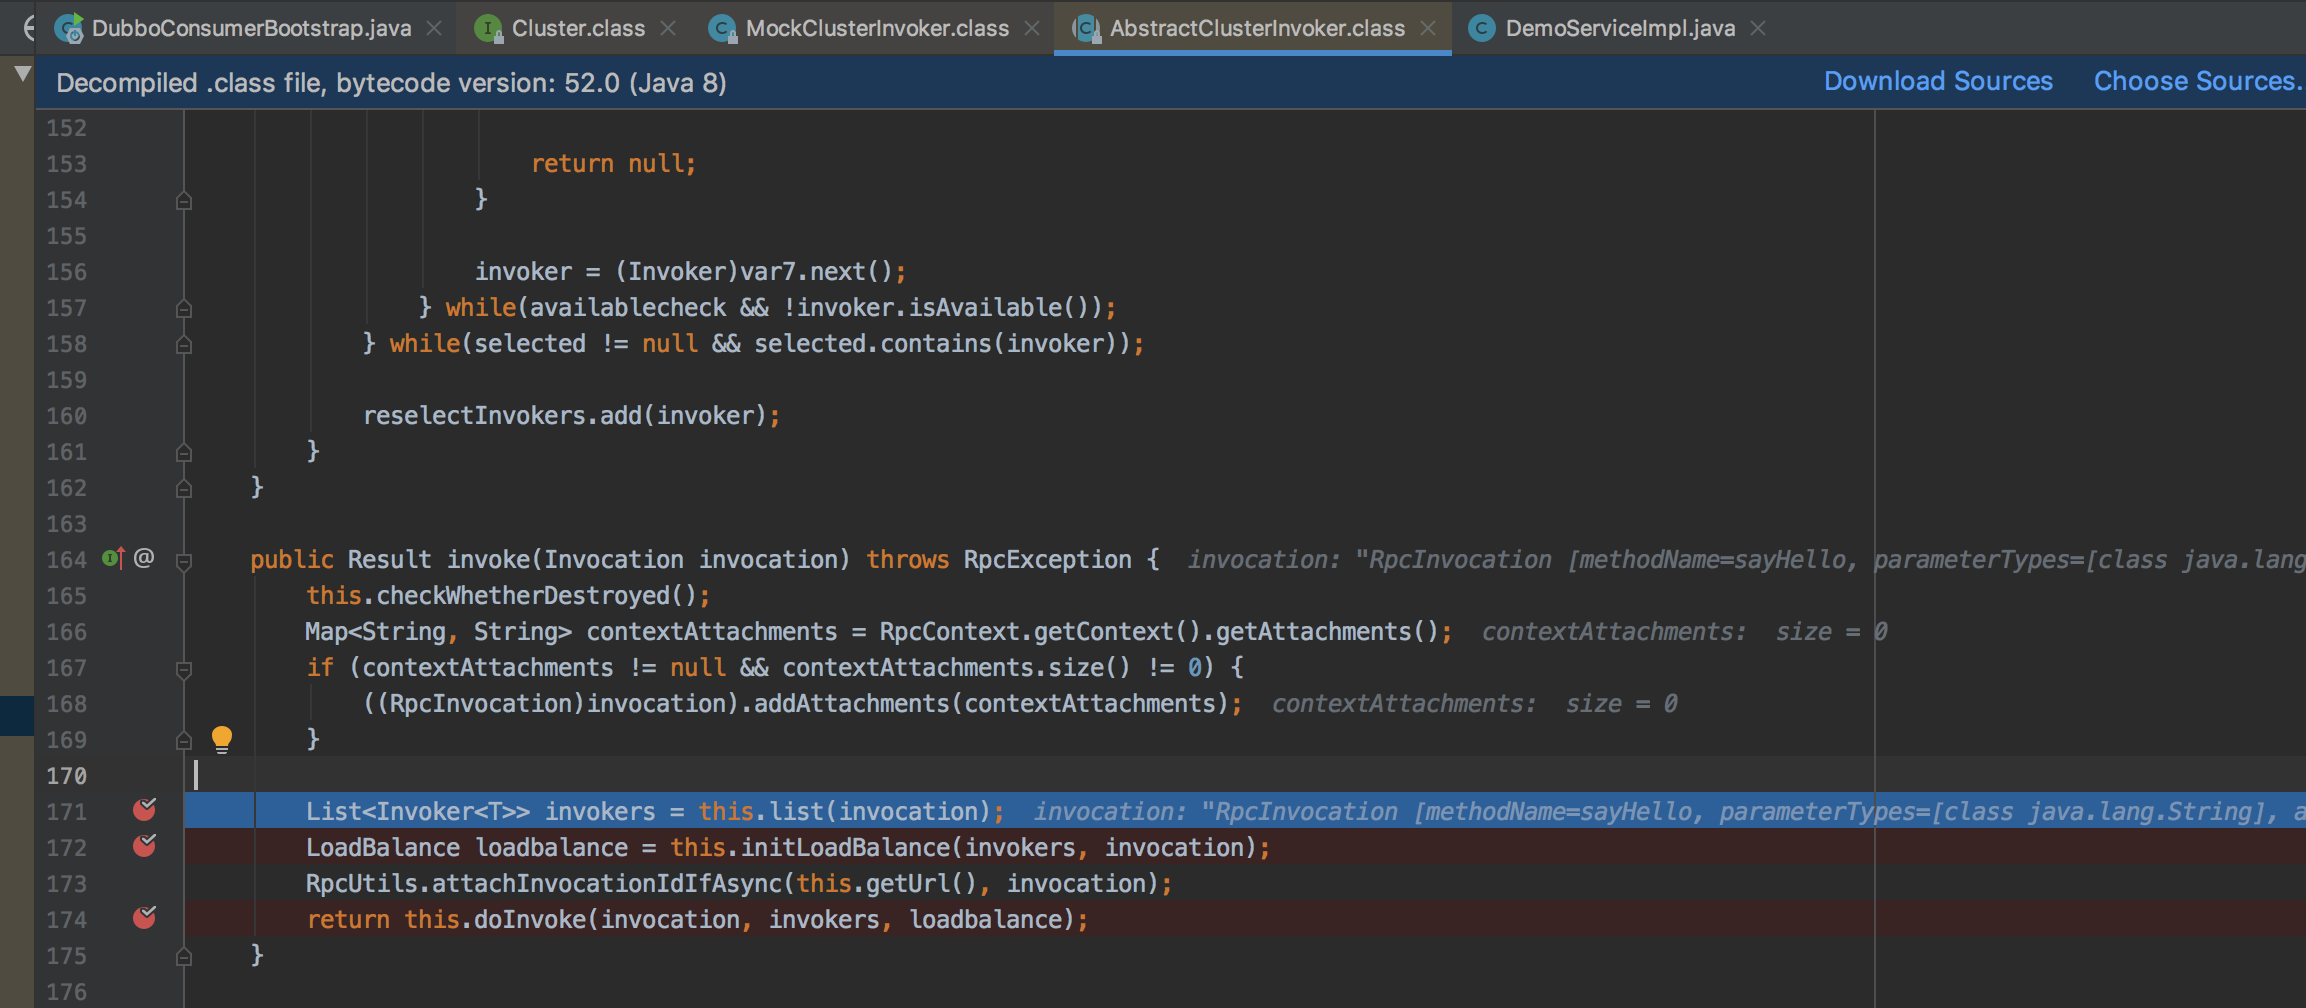 DubboConsumerBootstrap.java Cluster.class MockClusterInvoker.class AbstractClusterInvoker.class DemoServiceImpl.java
Decompiled .class file, bytecode version: 52.0 (Java 8) Download Sources Choose Sources.
152
153 return null;
154 }
155
156 invoker = (Invoker)var7.next();
157 } while(availablecheck && !invoker.isAvailable());
158 } while(selected != null && selected.contains(invoker));
159
160 reselectInvokers.add(invoker);
161 }
162 }
163
164 @ public Result invoke(Invocation invocation) throws RpcException { invocation: "RpcInvocation [methodName=sayHello, parameterTypes=[class java.lang
165 this.checkWhetherDestroyed();
166 Map<String, String> contextAttachments = RpcContext.getContext().getAttachments(); contextAttachments: size = 0
167 if (contextAttachments != null && contextAttachments.size() != 0) {
168 ((RpcInvocation)invocation).addAttachments(contextAttachments); contextAttachments: size = 0
169 }
170
171 List<Invoker<T>> invokers = this.list(invocation); invocation: "RpcInvocation [methodName=sayHello, parameterTypes=[class java.lang.String], a
172 LoadBalance loadbalance = this.initLoadBalance(invokers, invocation);
173 RpcUtils.attachInvocationIdIfAsync(this.getUrl(), invocation);
174 return this.doInvoke(invocation, invokers, loadbalance);
175 }
176